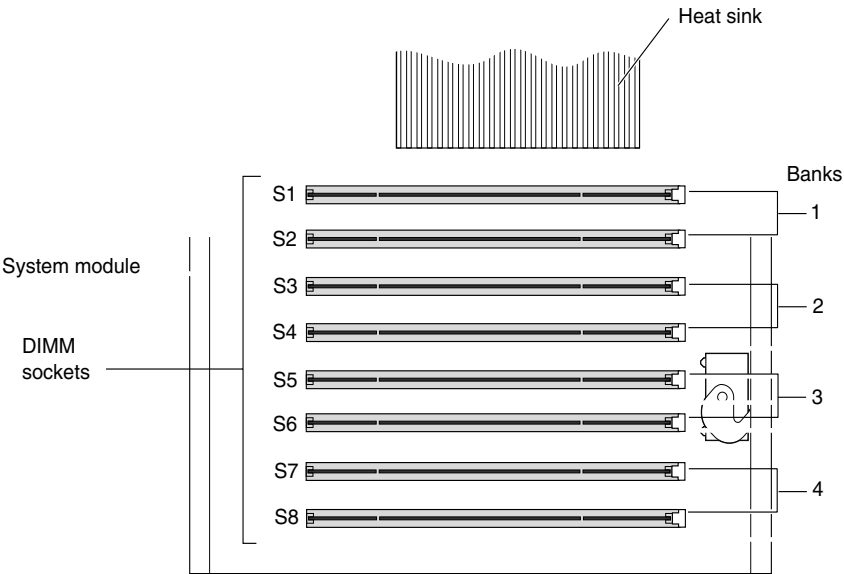 Heat sink
Banks
S1
1
S2
System module
S3
2
S4
DIMM
sockets
S5
3
S6
S7
4
S8